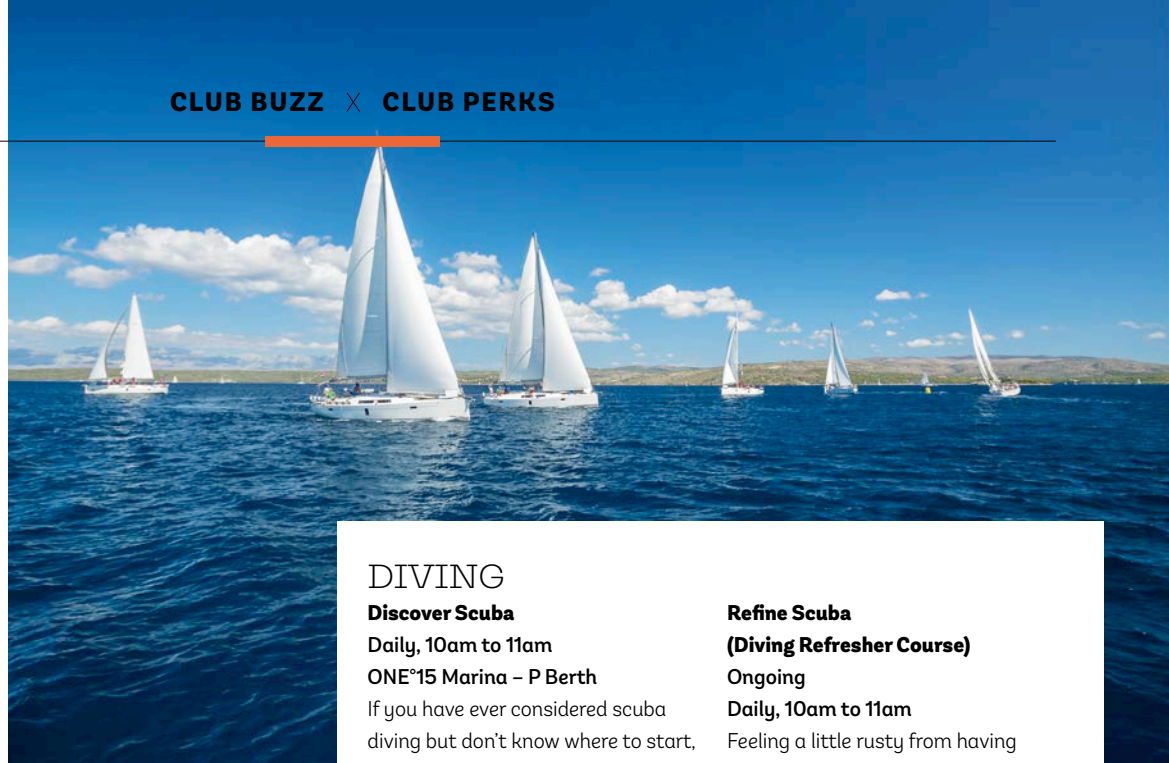 CLUB BUZZ X CLUB PERKS
DIVING
Discover Scuba
Daily, 10am to 11am
ONE°15 Marina – P Berth
If you have ever considered scuba
diving but don’t know where to start,
Refine Scuba
(Diving Refresher Course)
Ongoing
Daily, 10am to 11am
Feeling a little rusty from having